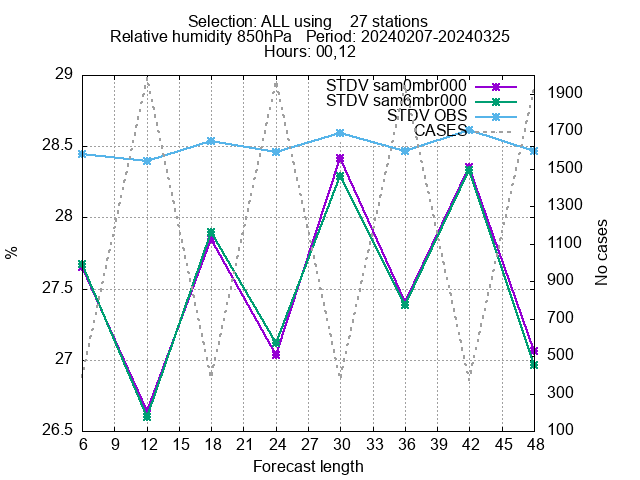 Selection: ALL using    27 stations
Relative humidity 850hPa   Period: 20240207-20240325
Hours: 00,12
STDV sam0mbr000
STDV sam6mbr000
STDV OBS
CASES
29
28.5
28
27.5
27
26.5
%
1900
1700
1500
1300
1100
900
700
500
300
100
No cases
6 9 12 15 18 21 24 27 30 33 36 39 42 45 48
Forecast length